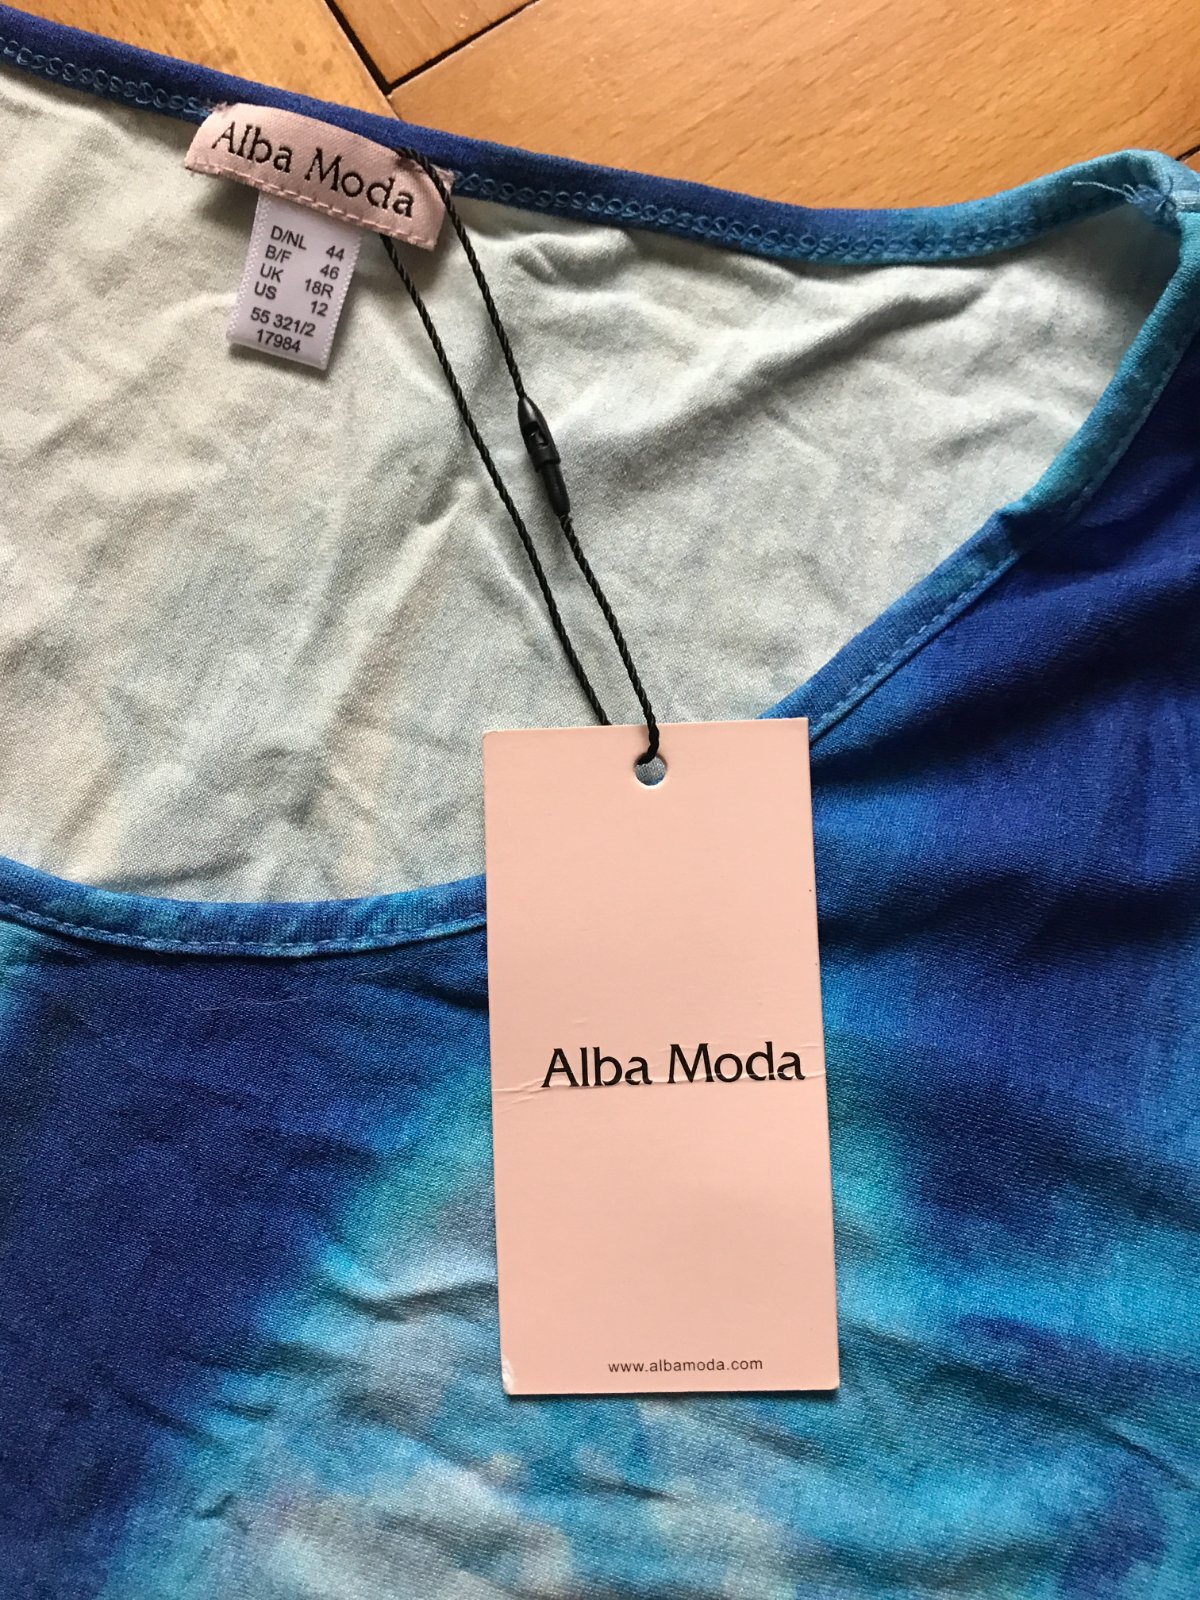 Alba Moda
D/NL 44
B/F 46
UK 18R
US 12
55 321/2
17984
Alba Moda
www.albamoda.com